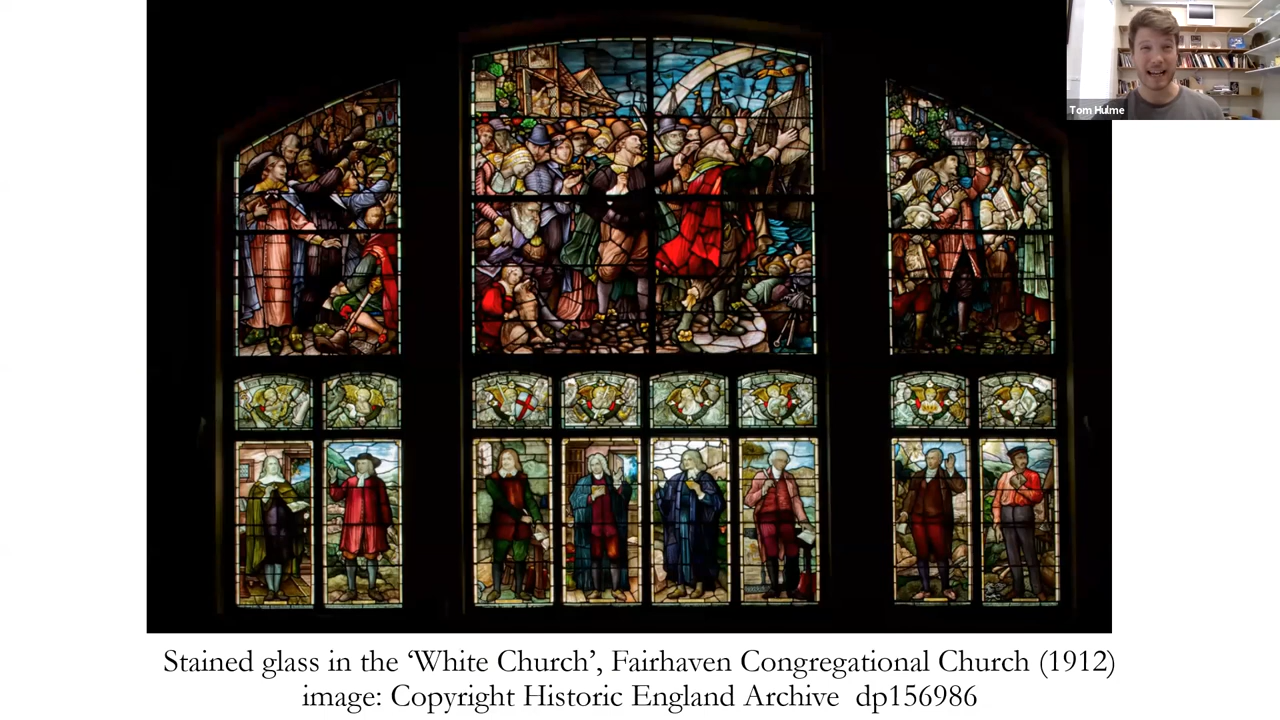 Tom Hulme
Stained glass in the ‘White Church’, Fairhaven Congregational Church (1912)
image: Copyright Historic England Archive  dp156986